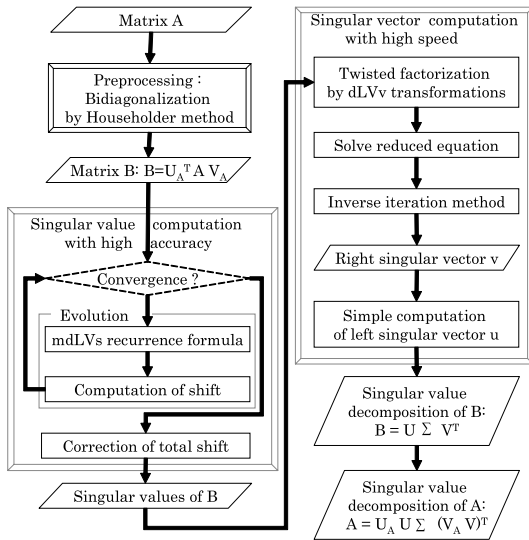 Matrix A
Preprocessing :
Bidiagonalization
by Householder method
Matrix B: B=U_A^T A V_A
Singular value computation
with high accuracy
Convergence ?
Evolution
mdLVs recurrence formula
Computation of shift
Correction of total shift
Singular values of B
Singular vector computation
with high speed
Twisted factorization
by dLVv transformations
Solve reduced equation
Inverse iteration method
Right singular vector v
Simple computation
of left singular vector u
Singular value
decomposition of B:
B = U Σ V^T
Singular value
decomposition of A:
A = U_A U Σ (V_A V)^T